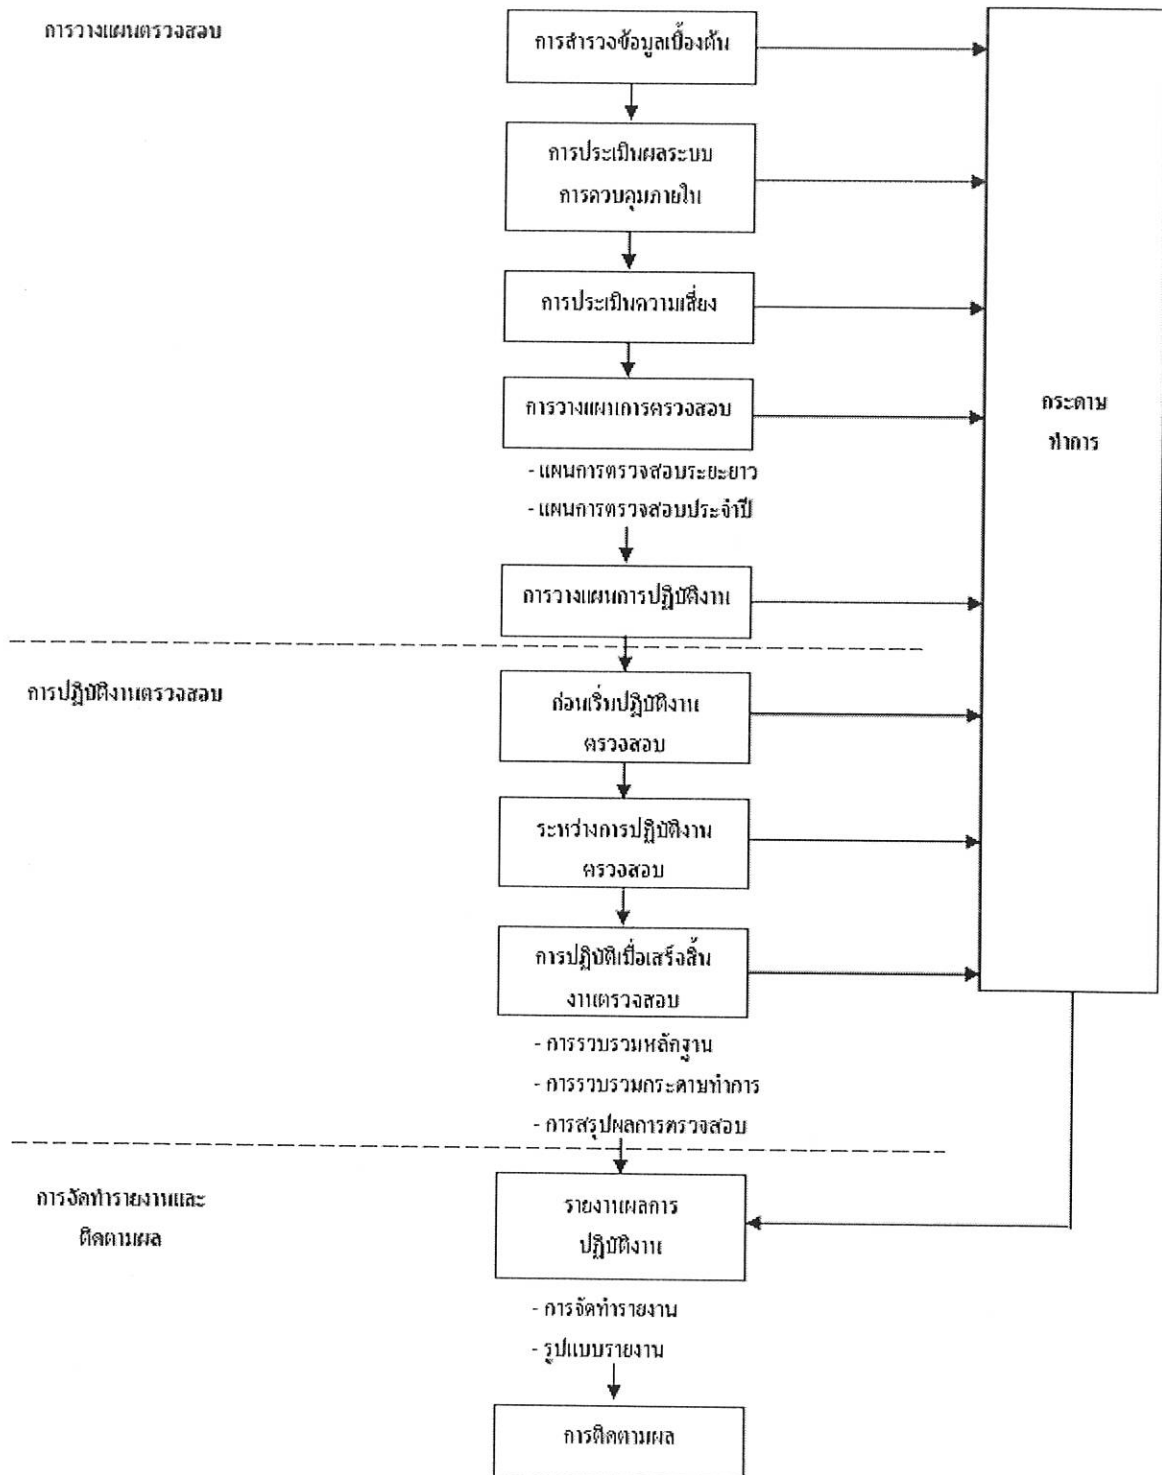 การวางแผนตรวจสอบ
การสำรวจข้อมูลเบื้องต้น
การประเมินผลระบบ
การควบคุมภายใน
การประเมินความเสี่ยง
การวางแผนการตรวจสอบ
- แผนการตรวจสอบระยะยาว
- แผนการตรวจสอบประจำปี
การวางแผนการปฏิบัติงาน
กระดาษ
ทำการ
การปฏิบัติงานตรวจสอบ
ก่อนเริ่มปฏิบัติงาน
ตรวจสอบ
ระหว่างการปฏิบัติงาน
ตรวจสอบ
การปฏิบัติเมื่อเสร็จสิ้น
งานตรวจสอบ
- การรวบรวมหลักฐาน
- การรวบรวมกระดาษทำการ
- การสรุปผลการตรวจสอบ
การจัดทำรายงานและ
ติดตามผล
รายงานผลการ
ปฏิบัติงาน
- การจัดทำรายงาน
- รูปแบบรายงาน
การติดตามผล